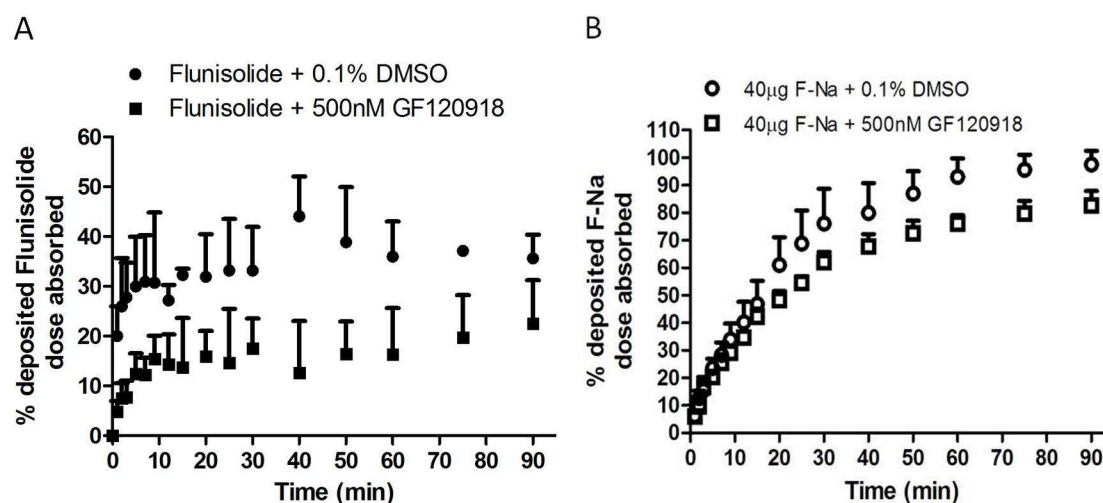 A
Flunisolide + 0.1% DMSO
Flunisolide + 500nM GF120918
% deposited Flunisolide
dose absorbed
60
50
40
30
20
10
0
0 10 20 30 40 50 60 70 80 90
Time (min)
B
40μg F-Na + 0.1% DMSO
40μg F-Na + 500nM GF120918
% deposited F-Na
dose absorbed
110
100
90
80
70
60
50
40
30
20
10
0
0 10 20 30 40 50 60 70 80 90
Time (min)